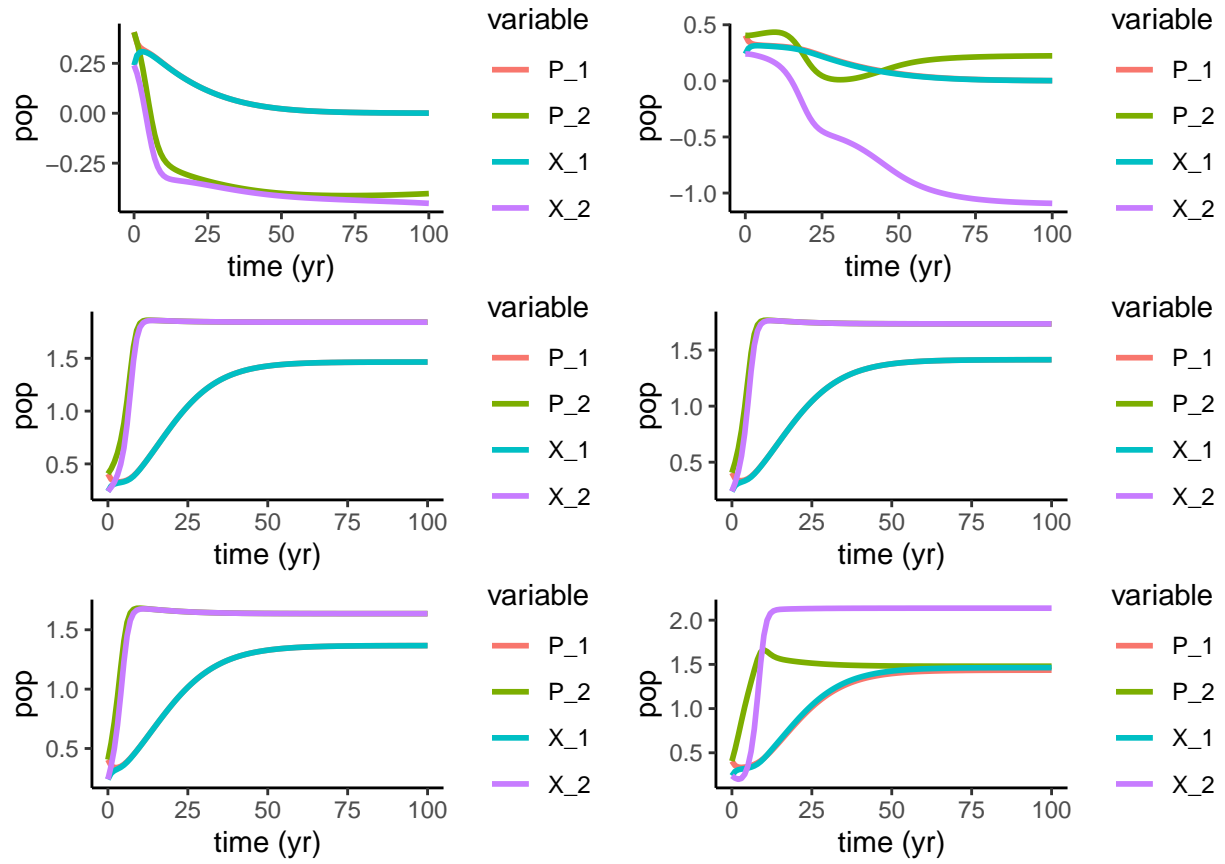 pop
0.25
0.00
−0.25
0 25 50 75 100
time (yr)
variable
P_1
P_2
X_1
X_2
pop
0.5
0.0
−0.5
−1.0
0 25 50 75 100
time (yr)
variable
P_1
P_2
X_1
X_2
pop
1.5
1.0
0.5
0 25 50 75 100
time (yr)
variable
P_1
P_2
X_1
X_2
pop
1.5
1.0
0.5
0 25 50 75 100
time (yr)
variable
P_1
P_2
X_1
X_2
pop
1.5
1.0
0.5
0 25 50 75 100
time (yr)
variable
P_1
P_2
X_1
X_2
pop
2.0
1.5
1.0
0.5
0 25 50 75 100
time (yr)
variable
P_1
P_2
X_1
X_2